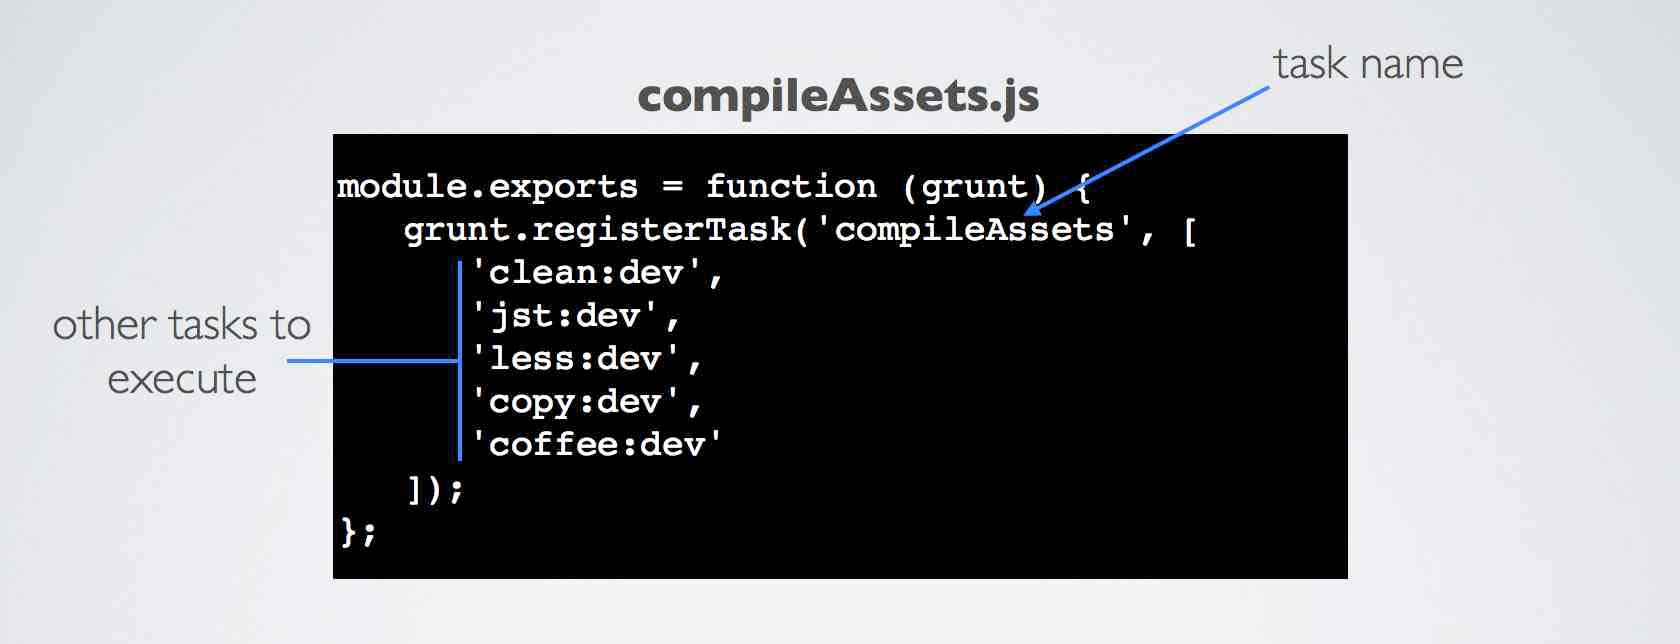 compileAssets.js
task name
module.exports = function (grunt) {
grunt.registerTask('compileAssets', [
'clean:dev',
'jst:dev',
'less:dev',
'copy:dev',
'coffee:dev'
]);
};
other tasks to
execute